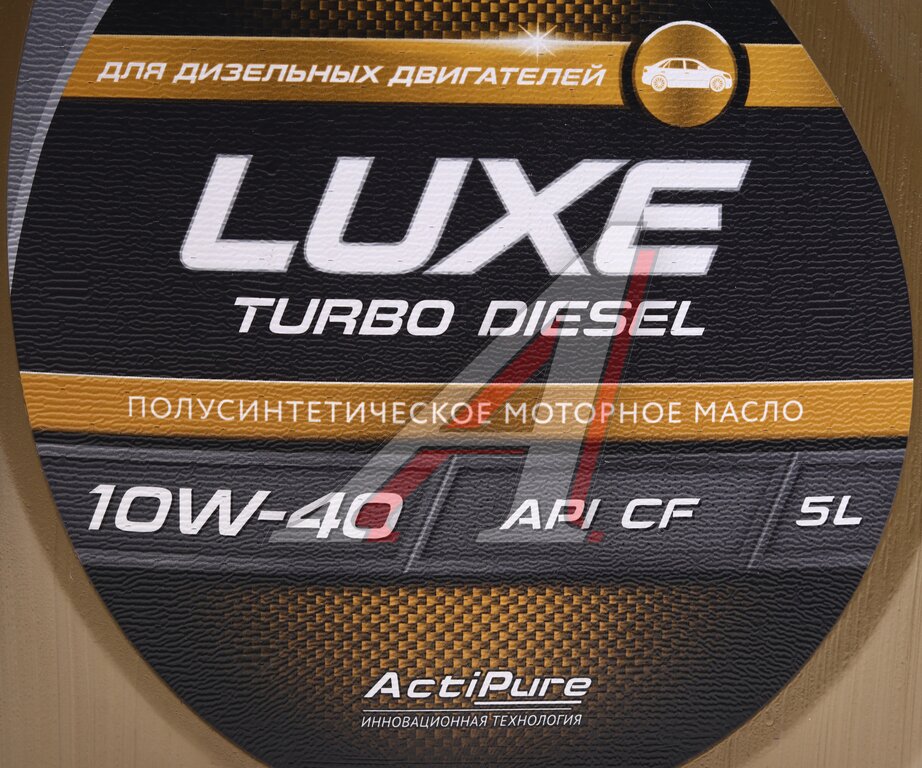 ДЛЯ ДИЗЕЛЬНЫХ ДВИГАТЕЛЕЙ
LUXE
TURBO DIESEL
ПОЛУСИНТЕТИЧЕСКОЕ МОТОРНОЕ МАСЛО
10W-40 API CF 5L
ActiPure
ИННОВАЦИОННАЯ ТЕХНОЛОГИЯ